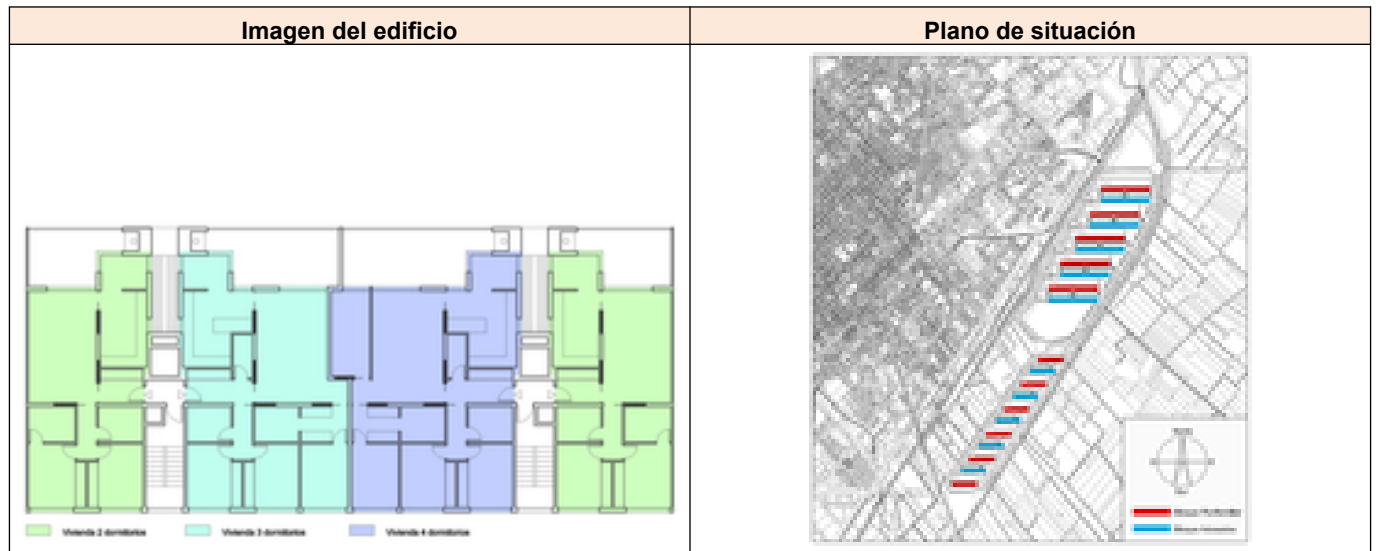 Imagen del edificio
Plano de situación
Vivienda 2 dormitorios
Vivienda 3 dormitorios
Vivienda 4 dormitorios